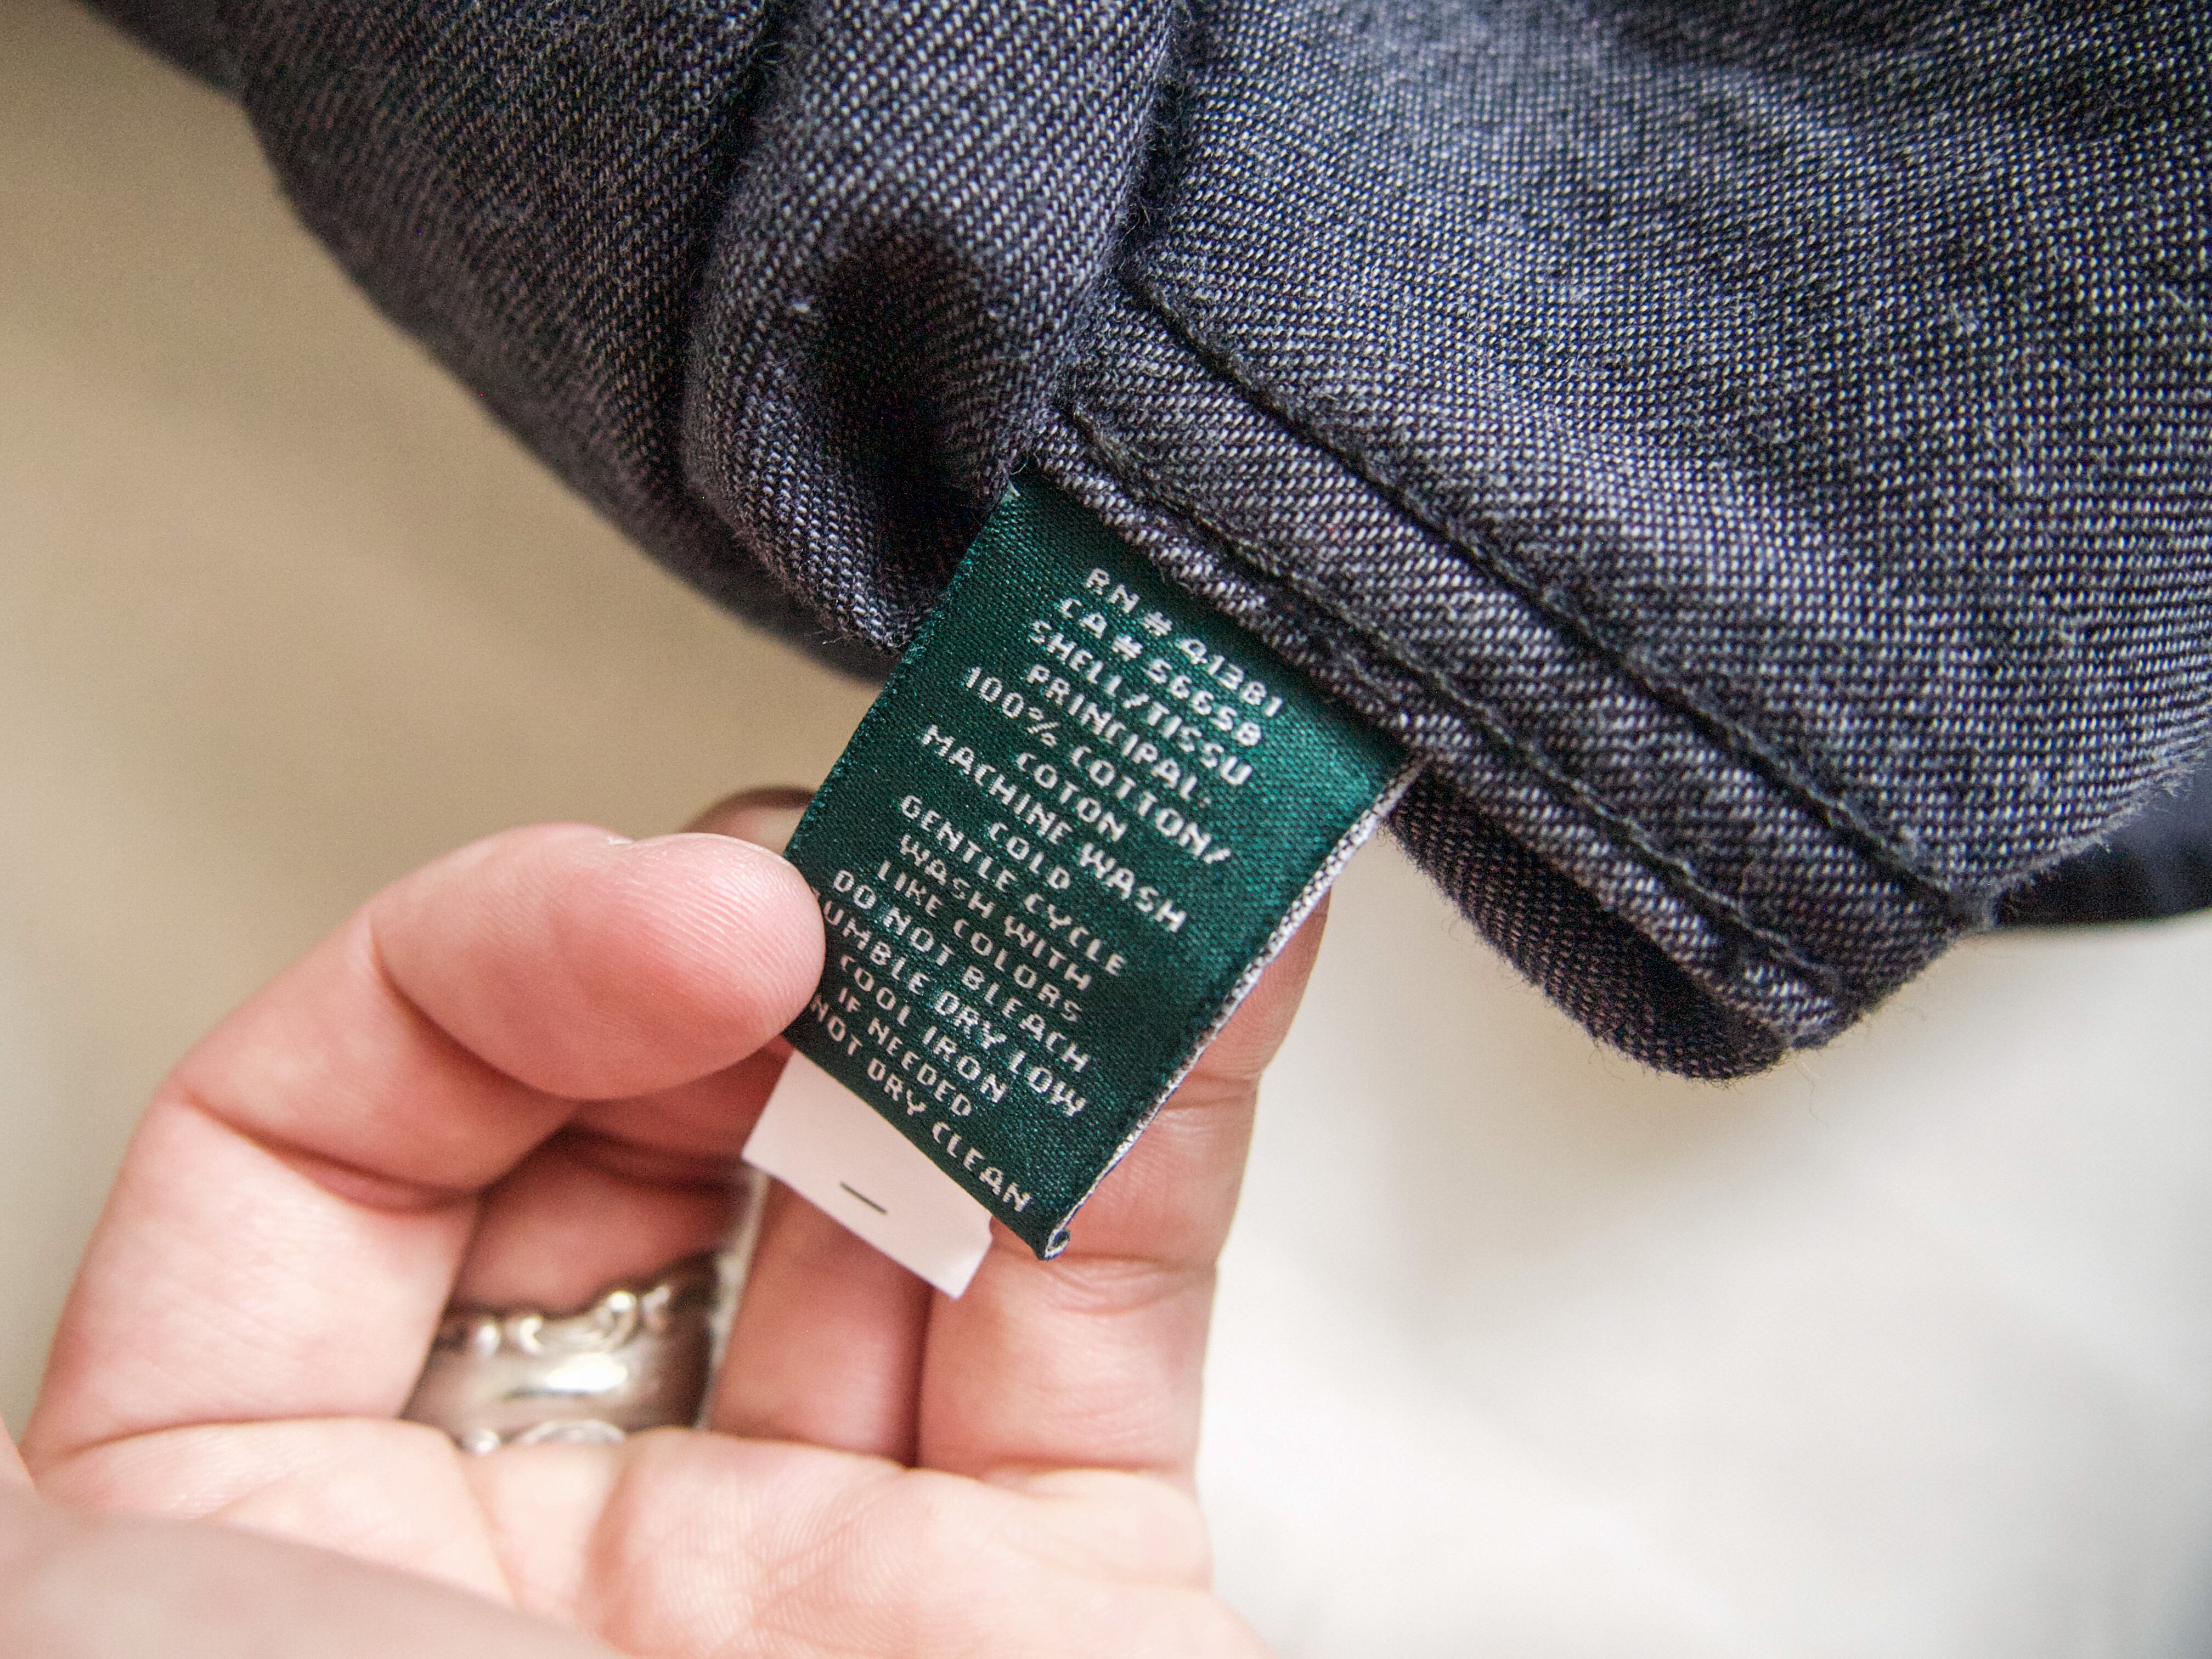 RN# 41381
CA# 56658
SHELL/TISSU
PRINCIPAL:
100% COTTON/
COTON
MACHINE WASH
COLD
GENTLE CYCLE
WASH WITH
LIKE COLORS
DO NOT BLEACH
UMBLE DRY LOW
COOL IRON
IF NEEDED
NOT DRY CLEAN